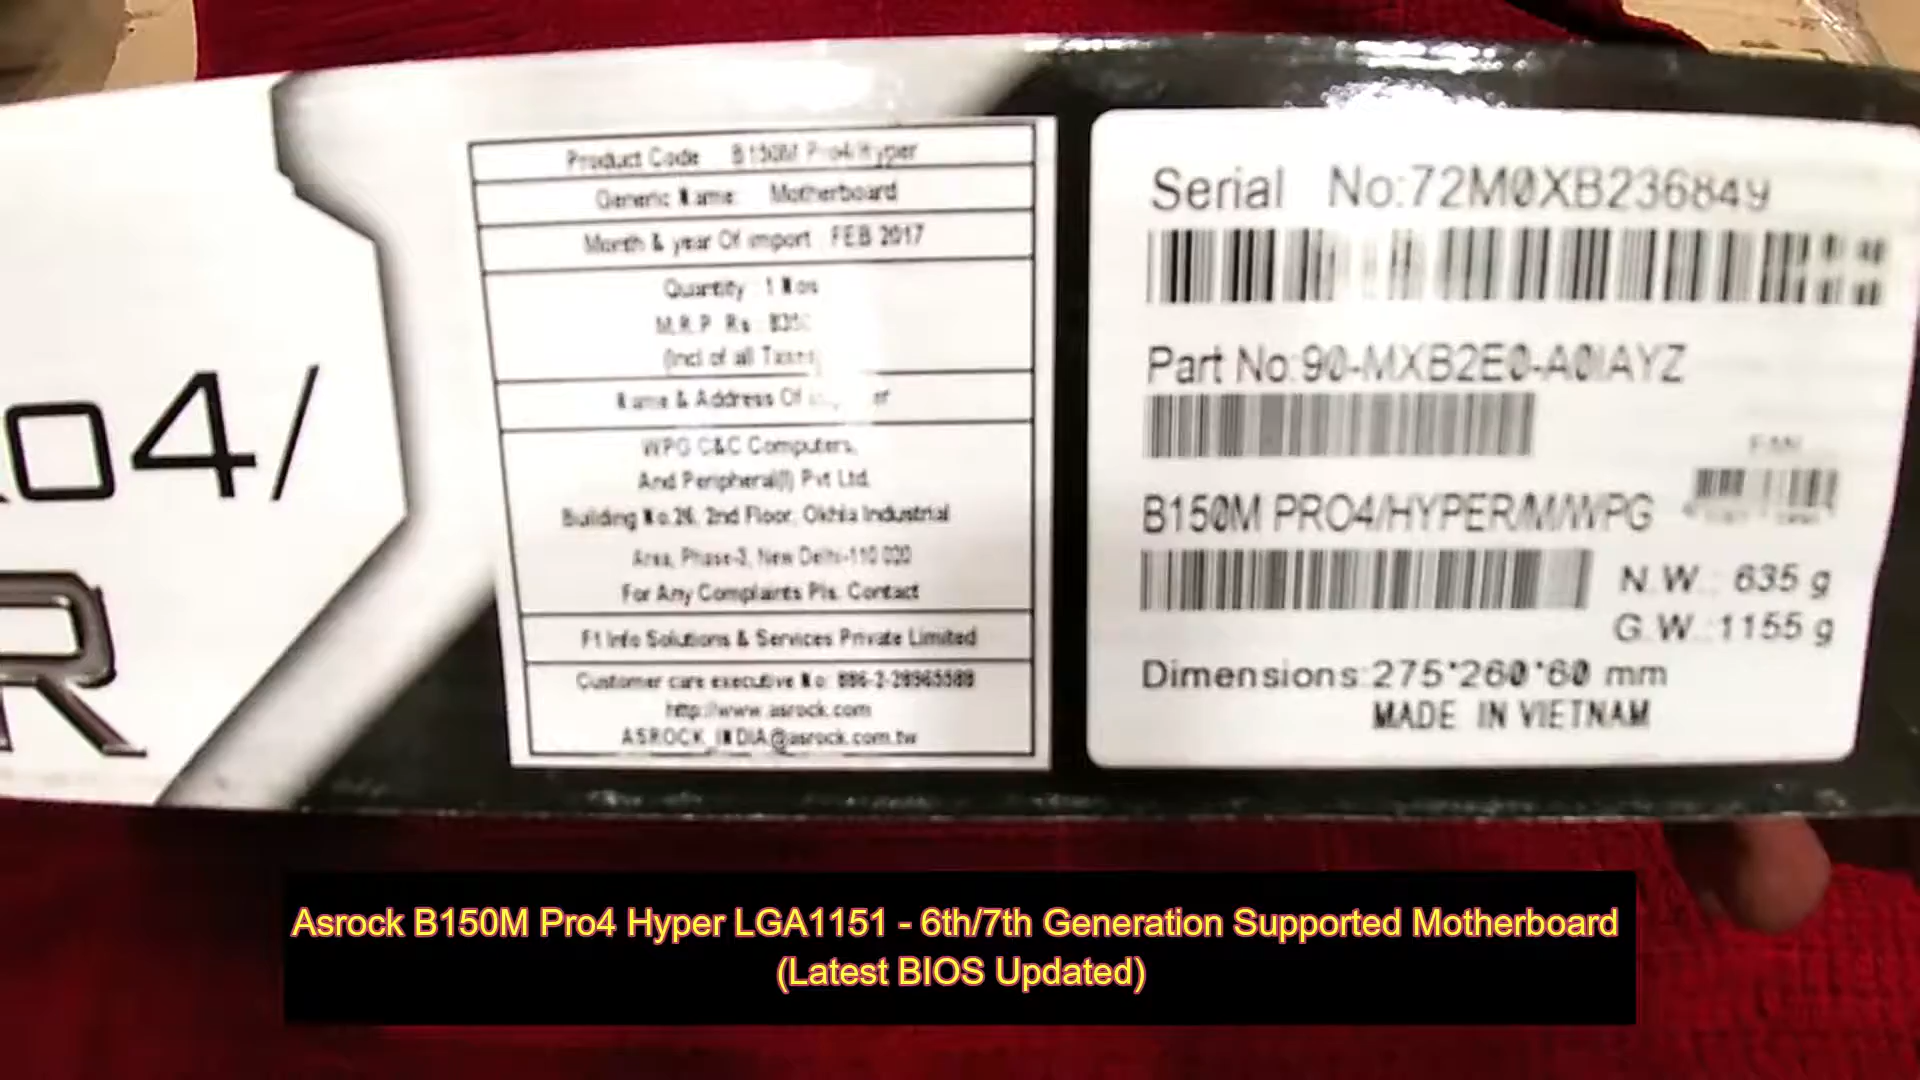 o4/
R
Product Code B150M Pro4/Hyper
Generic Name: Motherboard
Month & year Of import : FEB 2017
Quantity : 1 Nos
M.R.P. Rs :
(Incl of all Taxes)
Name & Address Of
WPG C&C Computers,
And Peripheral(I) Pvt Ltd.
Building No.26, 2nd Floor, Okhla Industrial
Area, Phase-3, New Delhi-110 020
For Any Complaints Pls. Contact
F1 Info Solutions & Services Private Limited
Customer care executive No: 886-2-28965588
http://www.asrock.com
ASROCK_INDIA@asrock.com.tw
Serial No:72M0XB236849
Part No:90-MXB2E0-A0IAYZ
EAN
B150M PRO4/HYPER/M/WPG
N.W.: 635 g
G.W.:1155 g
Dimensions:275*260*60 mm
MADE IN VIETNAM
Asrock B150M Pro4 Hyper LGA1151 - 6th/7th Generation Supported Motherboard
(Latest BIOS Updated)